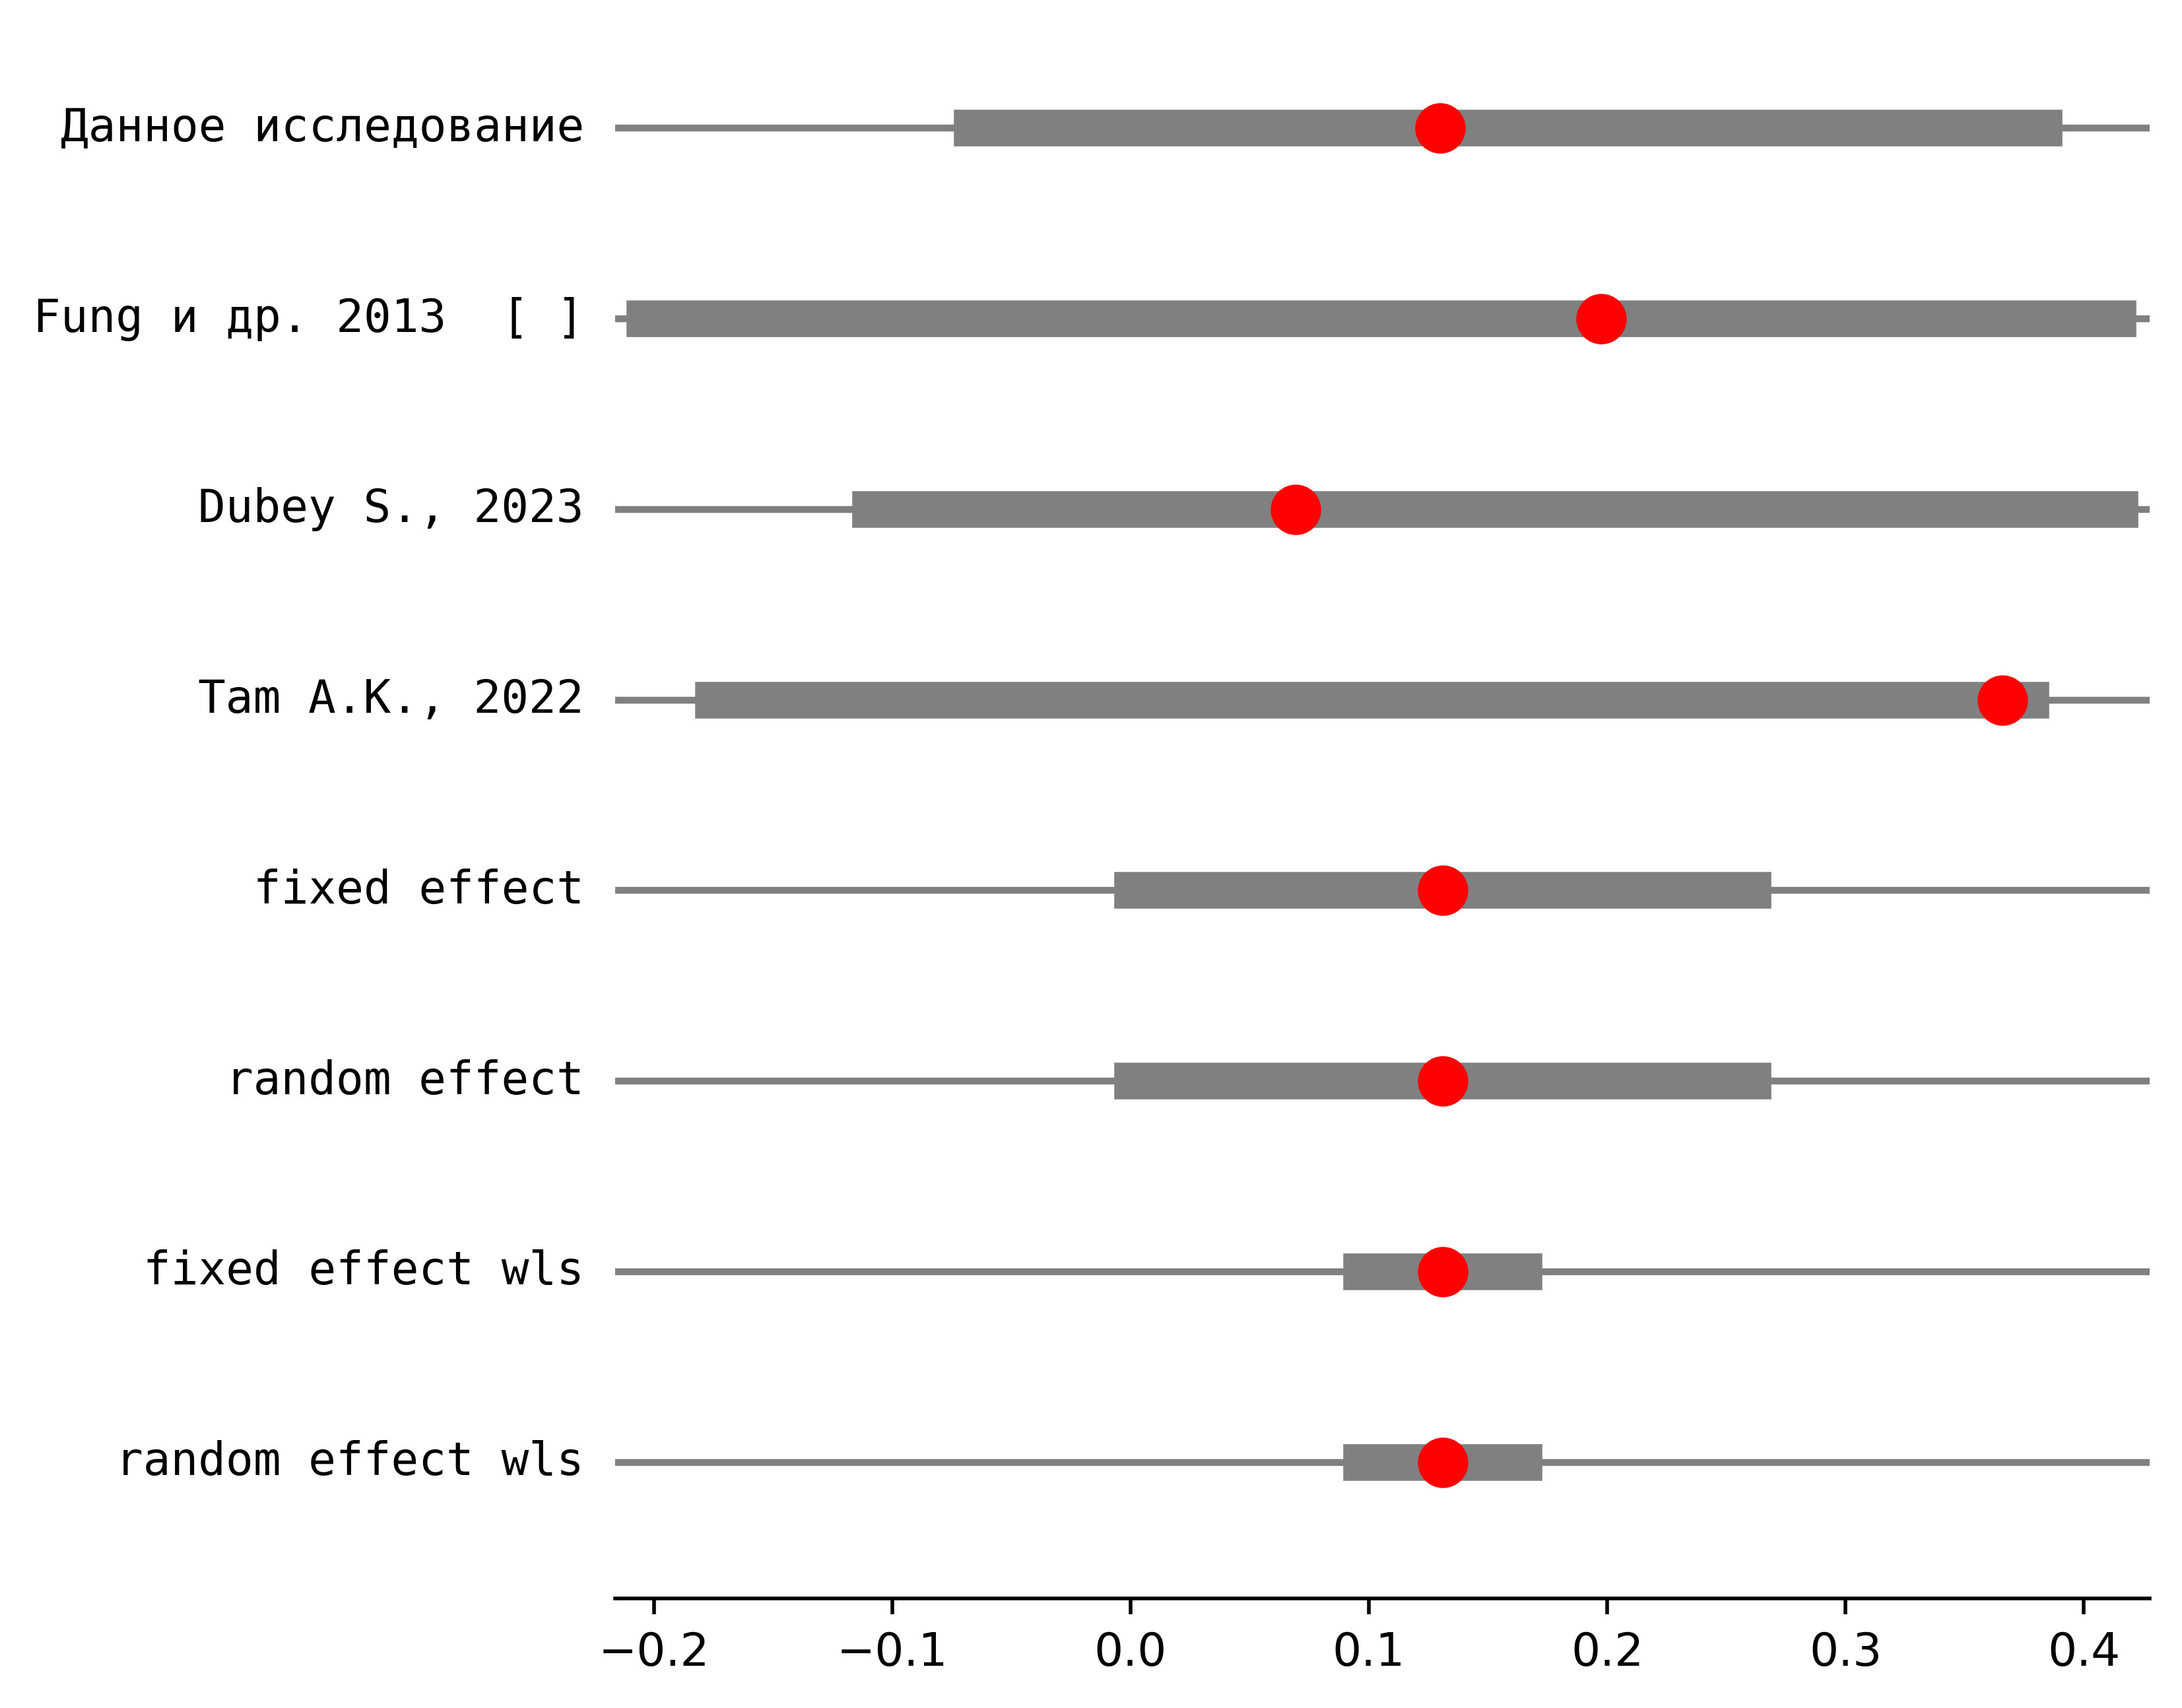 Данное исследование
Fung и др. 2013  [ ]
Dubey S., 2023
Tam A.K., 2022
fixed effect
random effect
fixed effect wls
random effect wls
−0.2 −0.1 0.0 0.1 0.2 0.3 0.4